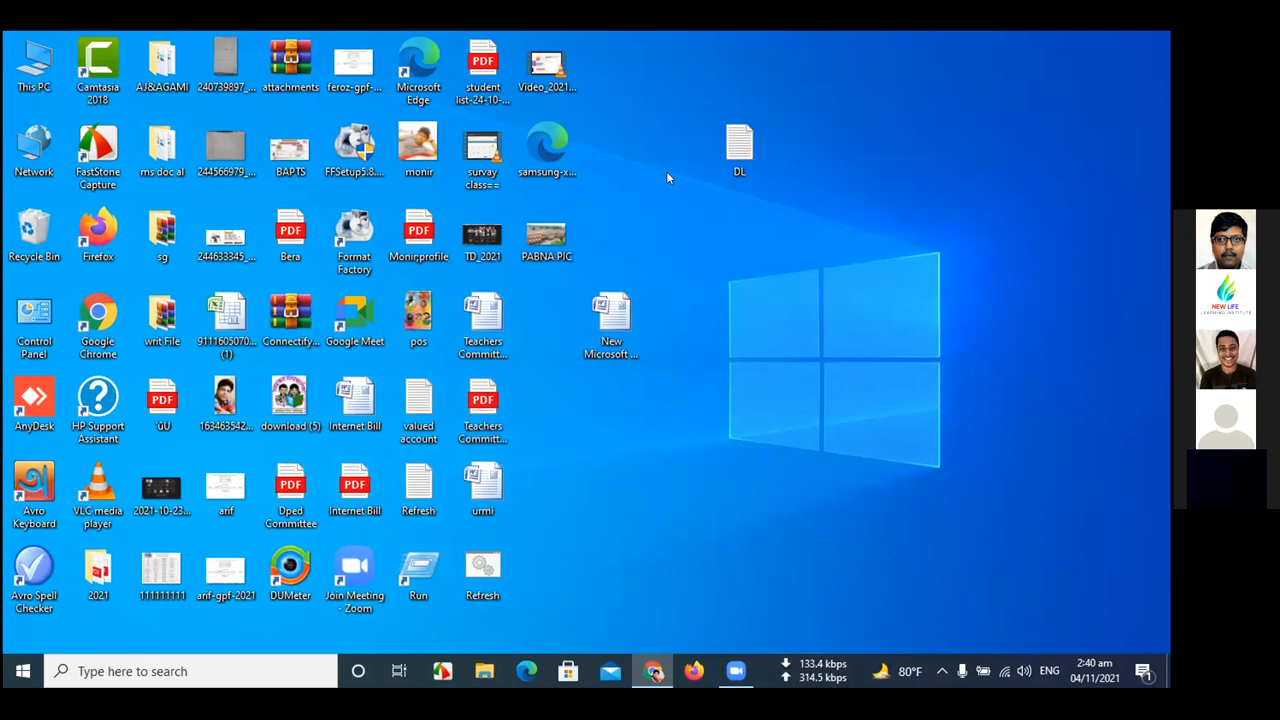 This PC
Camtasia
2018
AJ&AGAMI
240739897_...
attachments
feroz-gpf-...
Microsoft
Edge
PDF
student
list-24-10-...
Video_2021...
Network
FastStone
Capture
ms doc al
244566979_...
BAPTS
FFSetup5.8....
monir
survay
class==
samsung-x...
DL
Recycle Bin
Firefox
sg
244633345_...
PDF
Bera
Format
Factory
PDF
Monir;profile
TD_2021
PABNA PIC
Control
Panel
Google
Chrome
writ File
9111605070...
(1)
Connectify...
Google Meet
pos
Teachers
Committ...
New
Microsoft ...
NEW LIFE
LEARNING INSTITUTE
AnyDesk
HP Support
Assistant
PDF
163463542...
download (5)
Internet Bill
valued
account
PDF
Teachers
Committ...
Avro
Keyboard
VLC media
player
2021-10-23...
arif
PDF
Dped
Committee
PDF
Internet Bill
Refresh
urmi
Avro Spell
Checker
2021
111111111
arif-gpf-2021
DUMeter
Join Meeting
- Zoom
Run
Refresh
Type here to search
133.4 kbps
314.5 kbps
80°F
ENG
2:40 am
04/11/2021
1